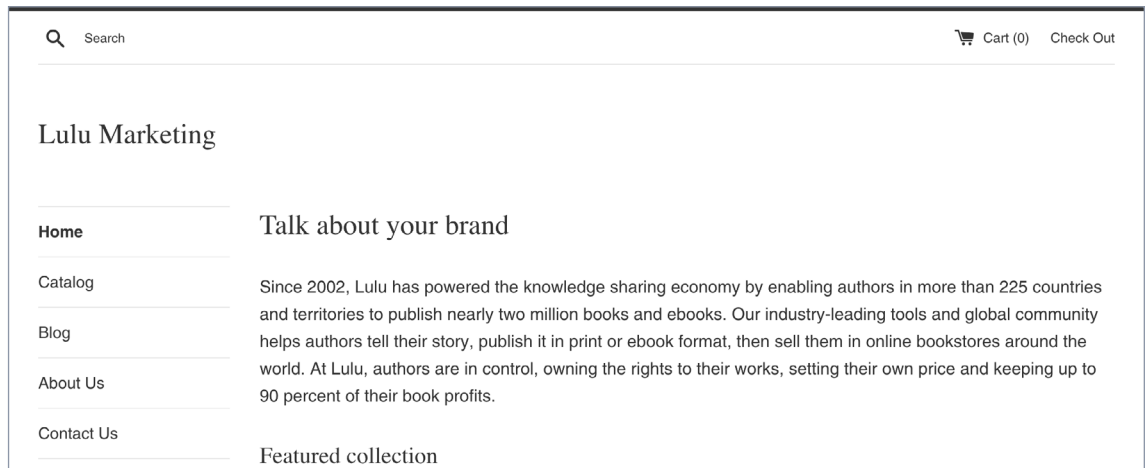 Search
Cart (0)
Check Out
Lulu Marketing
Home
Catalog
Blog
About Us
Contact Us
Talk about your brand
Since 2002, Lulu has powered the knowledge sharing economy by enabling authors in more than 225 countries
and territories to publish nearly two million books and ebooks. Our industry-leading tools and global community
helps authors tell their story, publish it in print or ebook format, then sell them in online bookstores around the
world. At Lulu, authors are in control, owning the rights to their works, setting their own price and keeping up to
90 percent of their book profits.
Featured collection